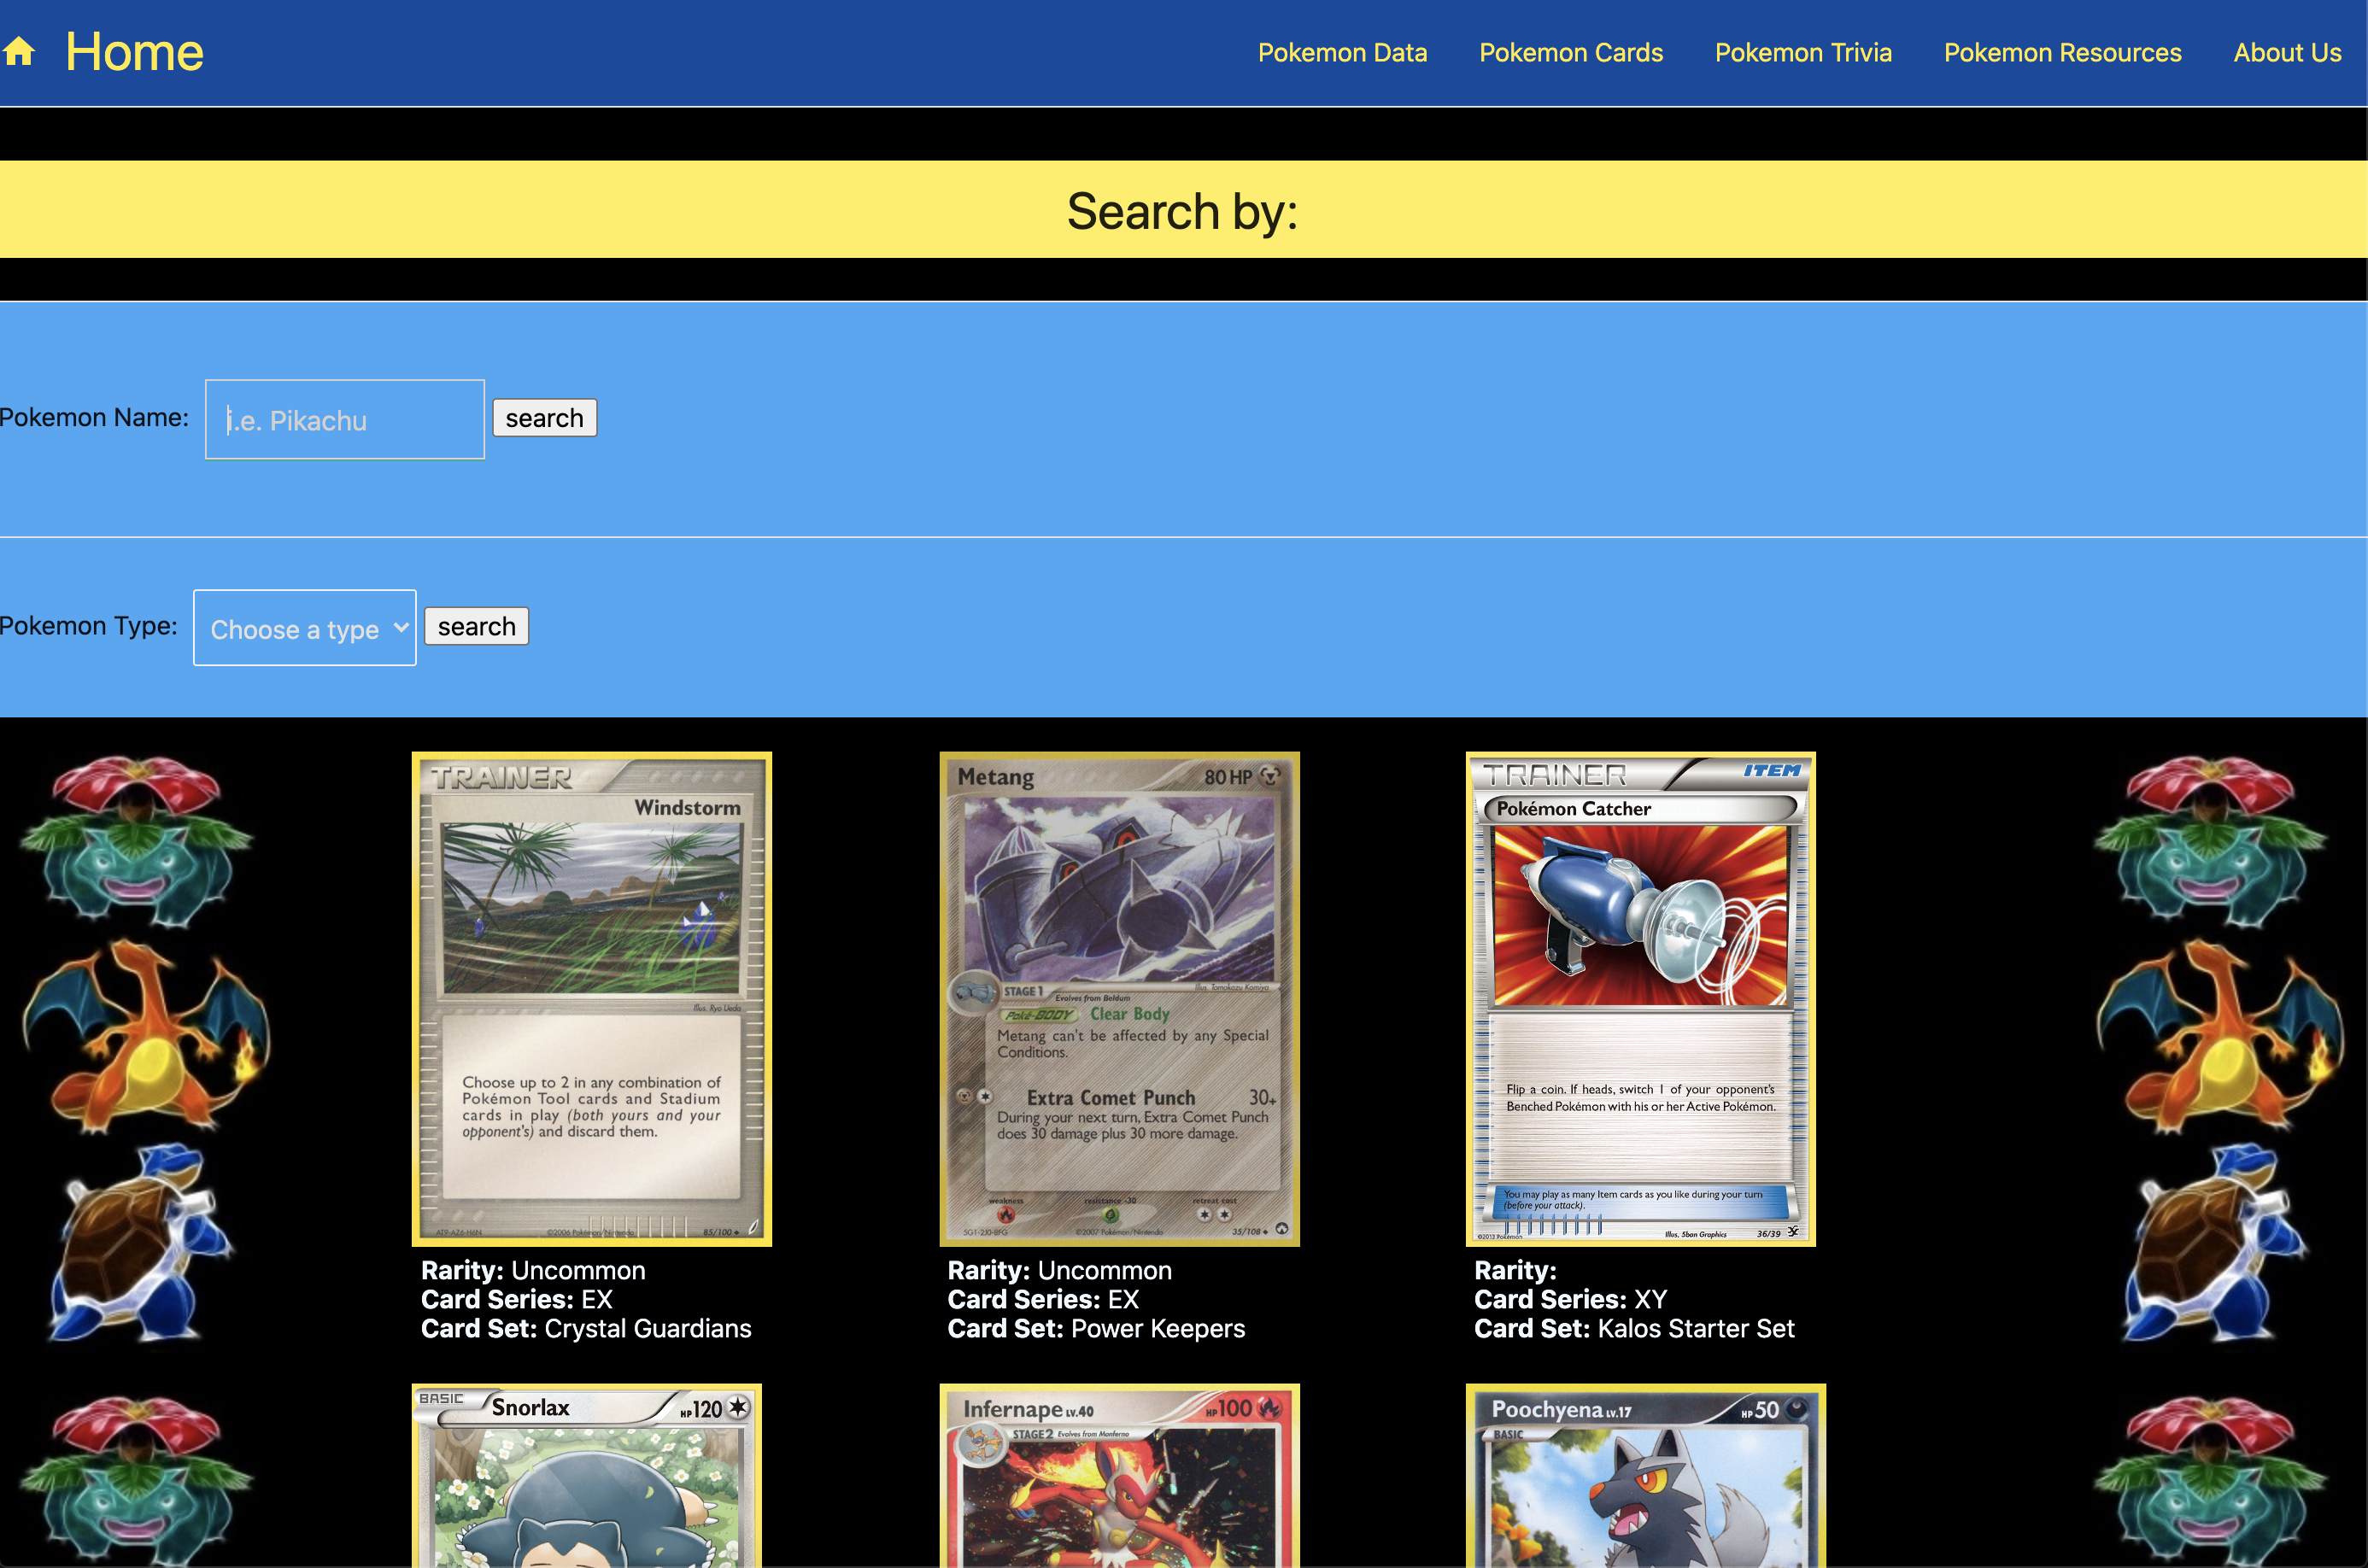 Home
Pokemon Data
Pokemon Cards
Pokemon Trivia
Pokemon Resources
About Us
Search by:
Pokemon Name:
i.e. Pikachu
search
Pokemon Type:
Choose a type
search
TRAINER
Windstorm
Illus. Ryo Ueda
Choose up to 2 in any combination of
Pokémon Tool cards and Stadium
cards in play (both yours and your
opponent's) and discard them.
©2006 Pokémon/Nintendo
85/100
Rarity: Uncommon
Card Series: EX
Card Set: Crystal Guardians
Metang
80 HP
Illus. Tomokazu Komiya
STAGE 1
Evolves from Beldum
Poké-BODY Clear Body
Metang can't be affected by any Special
Conditions.
Extra Comet Punch 30+
During your next turn, Extra Comet Punch
does 30 damage plus 30 more damage.
weakness
resistance -30
retreat cost
©2007 Pokémon/Nintendo
35/108
Rarity: Uncommon
Card Series: EX
Card Set: Power Keepers
TRAINER
ITEM
Pokémon Catcher
Flip a coin. If heads, switch 1 of your opponent's
Benched Pokémon with his or her Active Pokémon.
You may play as many Item cards as you like during your turn
(before your attack).
©2013 Pokémon
Illus. 5ban Graphics
36/39
Rarity:
Card Series: XY
Card Set: Kalos Starter Set
BASIC
Snorlax
HP 120
Infernape LV.40
HP 100
STAGE 2 Evolves from Monferno
Poochyena LV.17
HP 50
BASIC